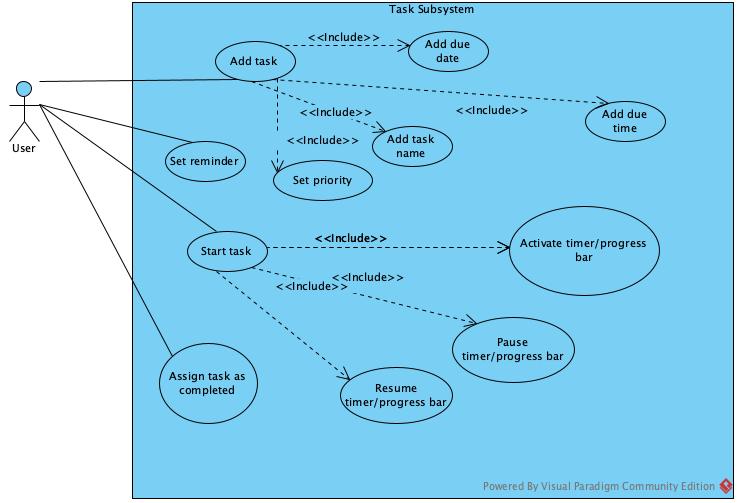 Task Subsystem
<<Include>>
Add due
date
Add task
<<Include>>
<<Include>>
Add due
time
User
<<Include>>
Add task
name
Set reminder
Set priority
<<Include>>
Start task
Activate timer/progress
bar
<<Include>>
<<Include>>
Pause
timer/progress bar
Assign task as
completed
Resume
timer/progress bar
Powered By Visual Paradigm Community Edition